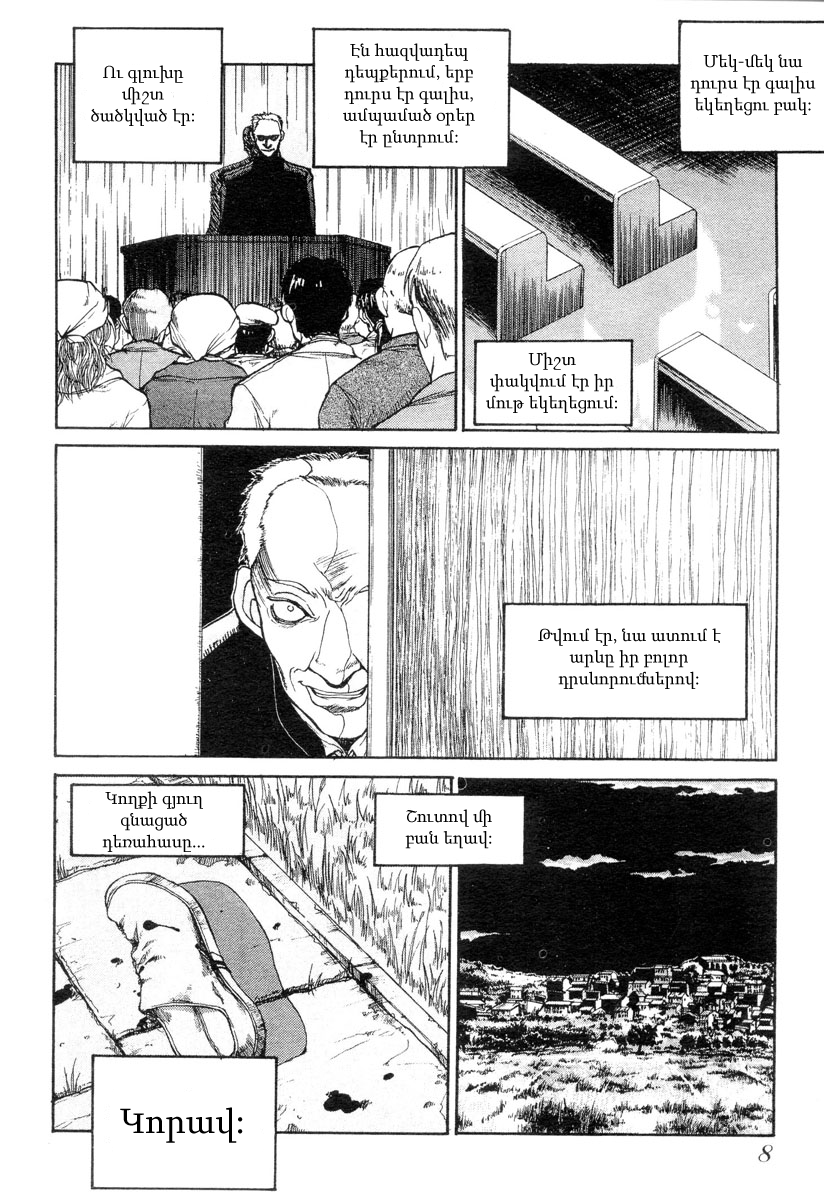 Մեկ-մեկ նա
դուրս էր գալիս
եկեղեցու բակ։
Միշտ
փակվում էր իր
մութ եկեղեցում։
Էն հազվադեպ
դեպքերում, երբ
դուրս էր գալիս,
ամպամած օրեր
էր ընտրում։
Ու գլուխը
միշտ
ծածկված էր։
Թվում էր, նա ատում է
արևը իր բոլոր
դրսևորումներով։
Շուտով մի
բան եղավ։
Կողքի գյուղ
գնացած
դեռահասը...
Կորավ։
8